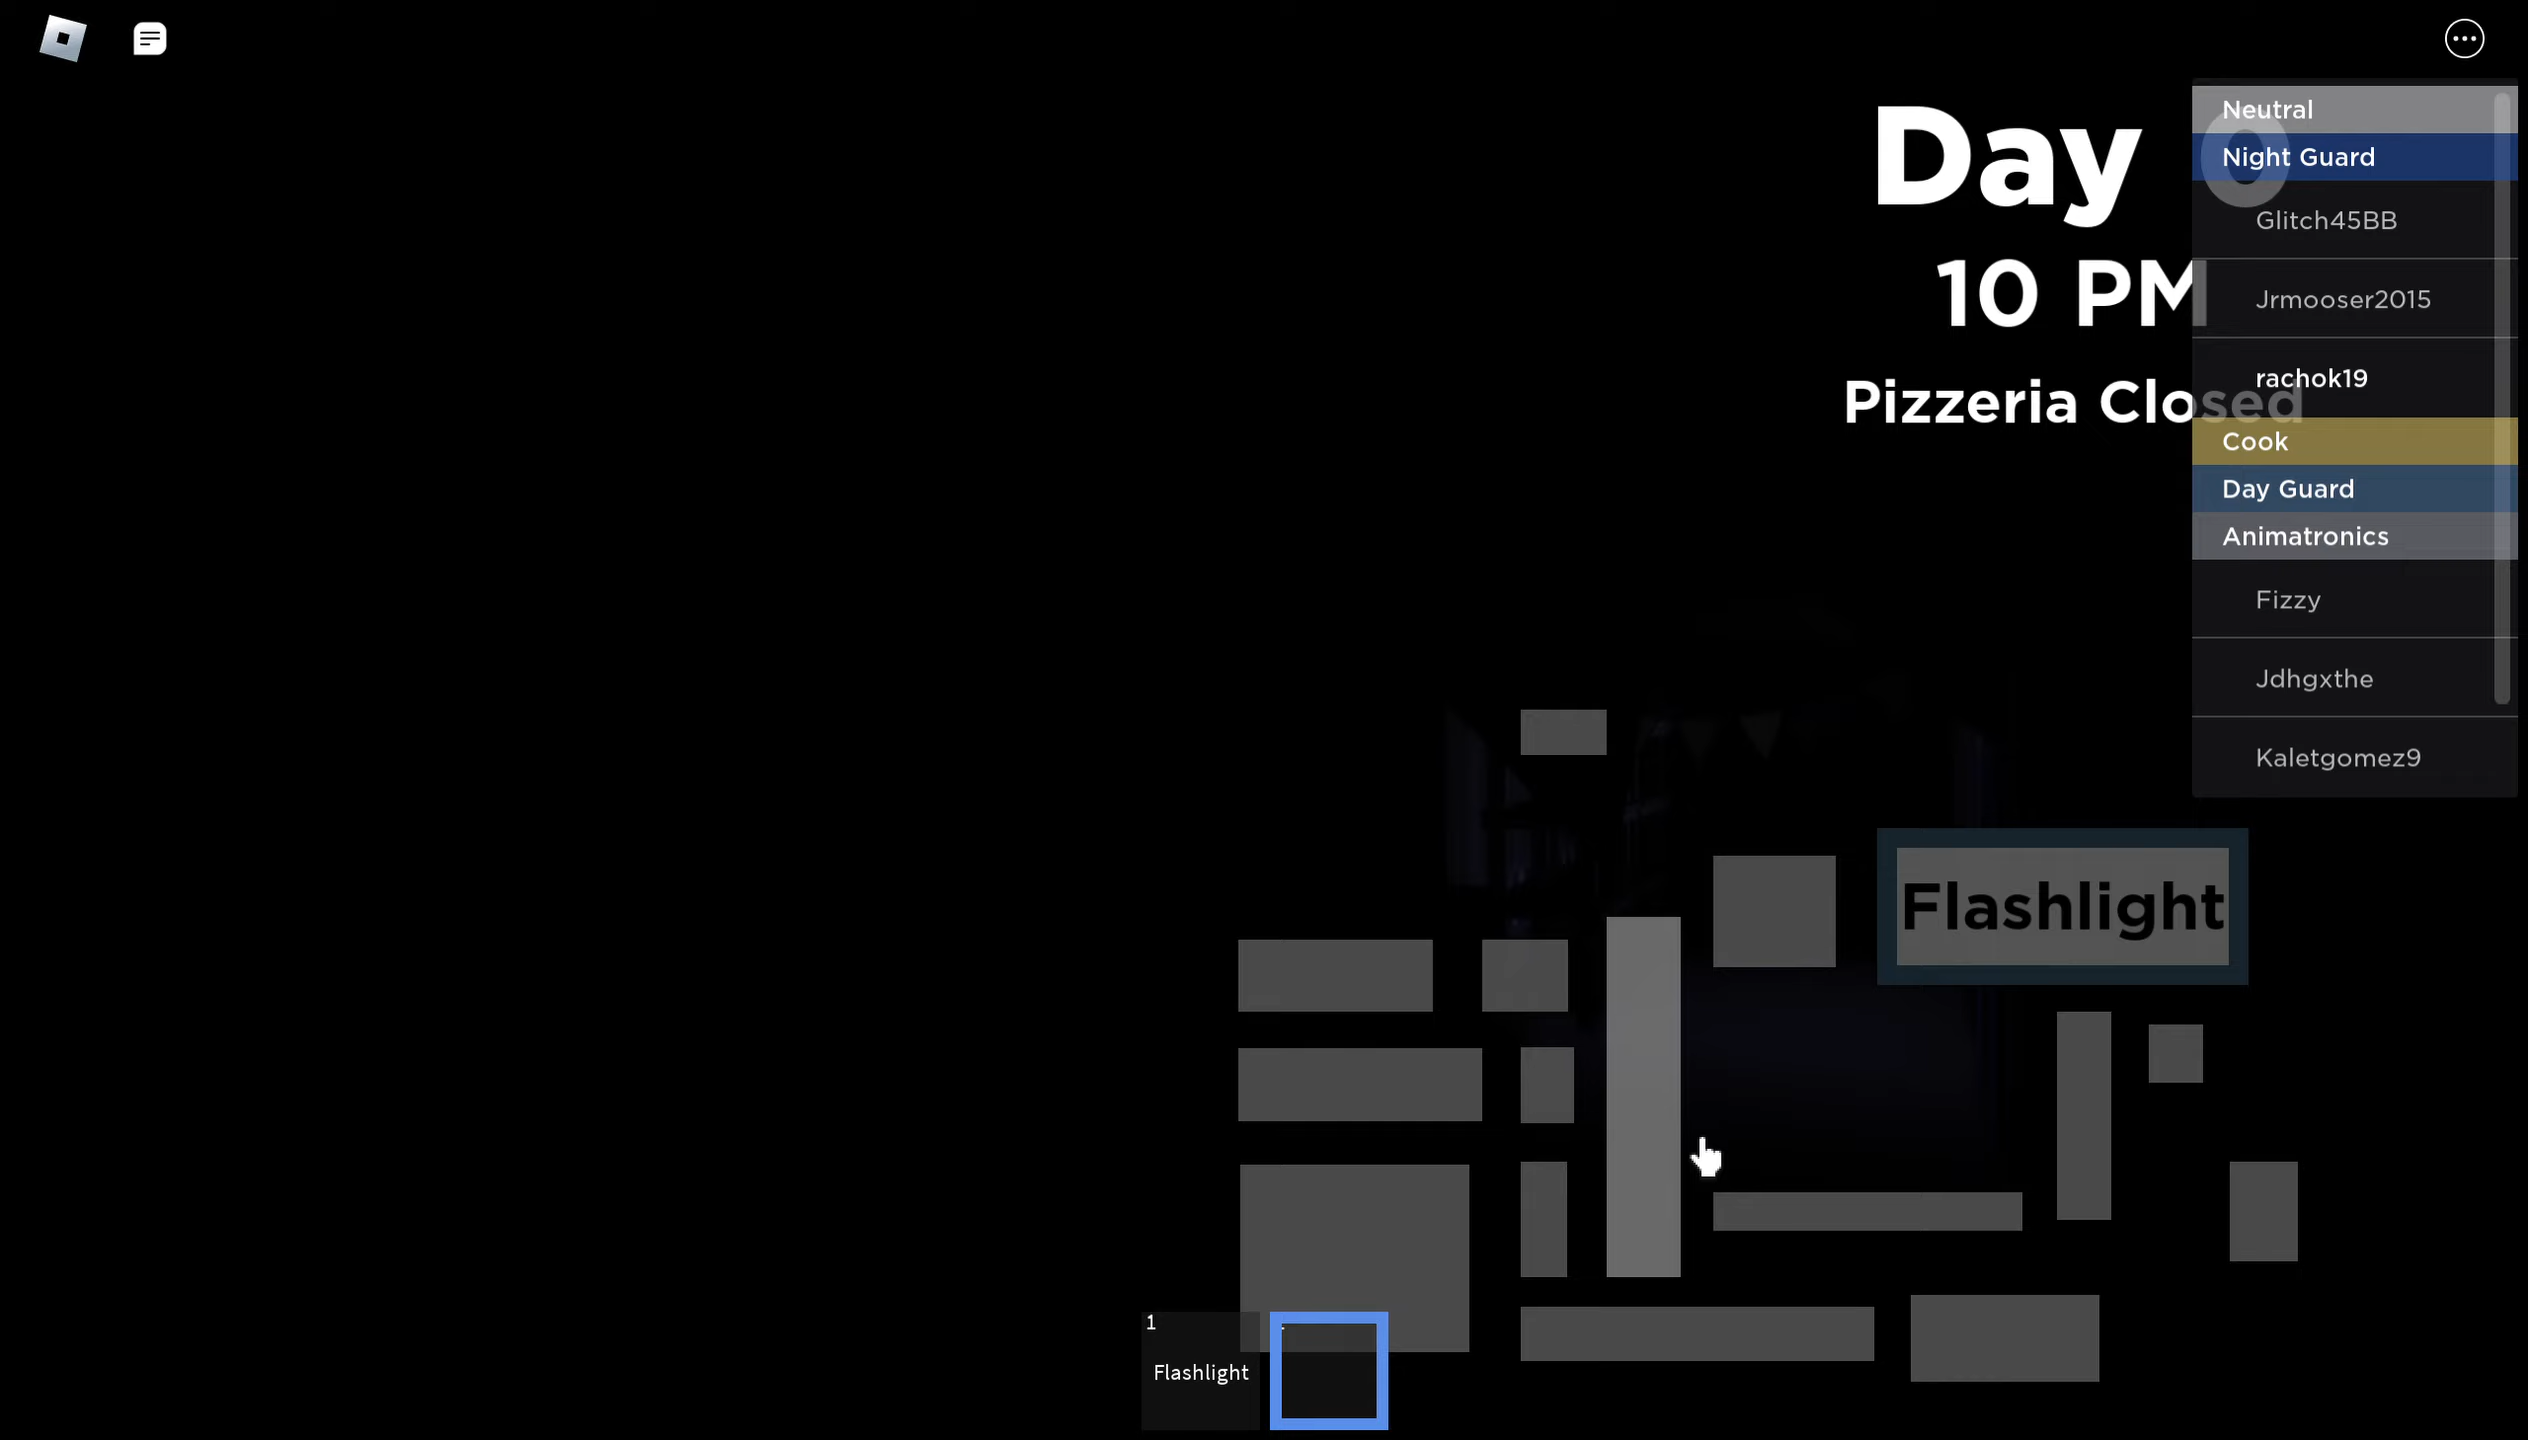 Day 0
10 PM
Pizzeria Closed
Neutral
Night Guard
Glitch45BB
Jrmooser2015
rachok19
Cook
Day Guard
Animatronics
Fizzy
Jdhgxthe
Kaletgomez9
Flashlight
1
Flashlight